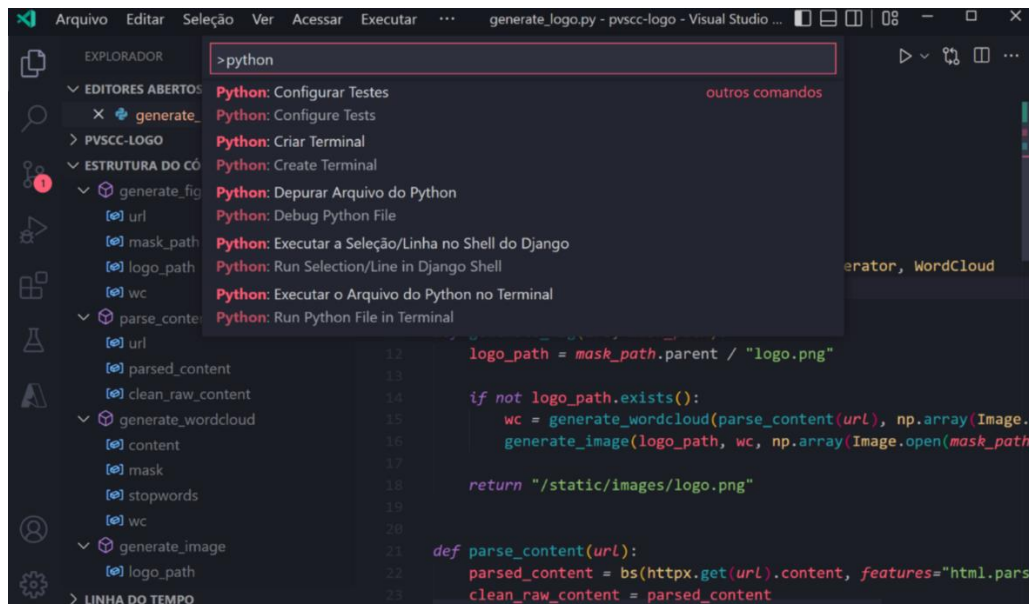 Arquivo Editar Seleção Ver Acessar Executar ··· generate_logo.py - pvscc-logo - Visual Studio ...
EXPLORADOR
EDITORES ABERTOS
generate_
PVSCC-LOGO
ESTRUTURA DO CÓ
generate_fig
url
mask_path
logo_path
wc
parse_conte
url
parsed_content
clean_raw_content
generate_wordcloud
content
mask
stopwords
wc
generate_image
logo_path
LINHA DO TEMPO
1
>python
Python: Configurar Testes outros comandos
Python: Configure Tests
Python: Criar Terminal
Python: Create Terminal
Python: Depurar Arquivo do Python
Python: Debug Python File
Python: Executar a Seleção/Linha no Shell do Django
Python: Run Selection/Line in Django Shell
Python: Executar o Arquivo do Python no Terminal
Python: Run Python File in Terminal
erator, WordCloud
12 logo_path = mask_path.parent / "logo.png"
13
14 if not logo_path.exists():
15 wc = generate_wordcloud(parse_content(url), np.array(Image.
16 generate_image(logo_path, wc, np.array(Image.open(mask_path
17
18 return "/static/images/logo.png"
19
20
21 def parse_content(url):
22 parsed_content = bs(httpx.get(url).content, features="html.pars
23 clean_raw_content = parsed_content